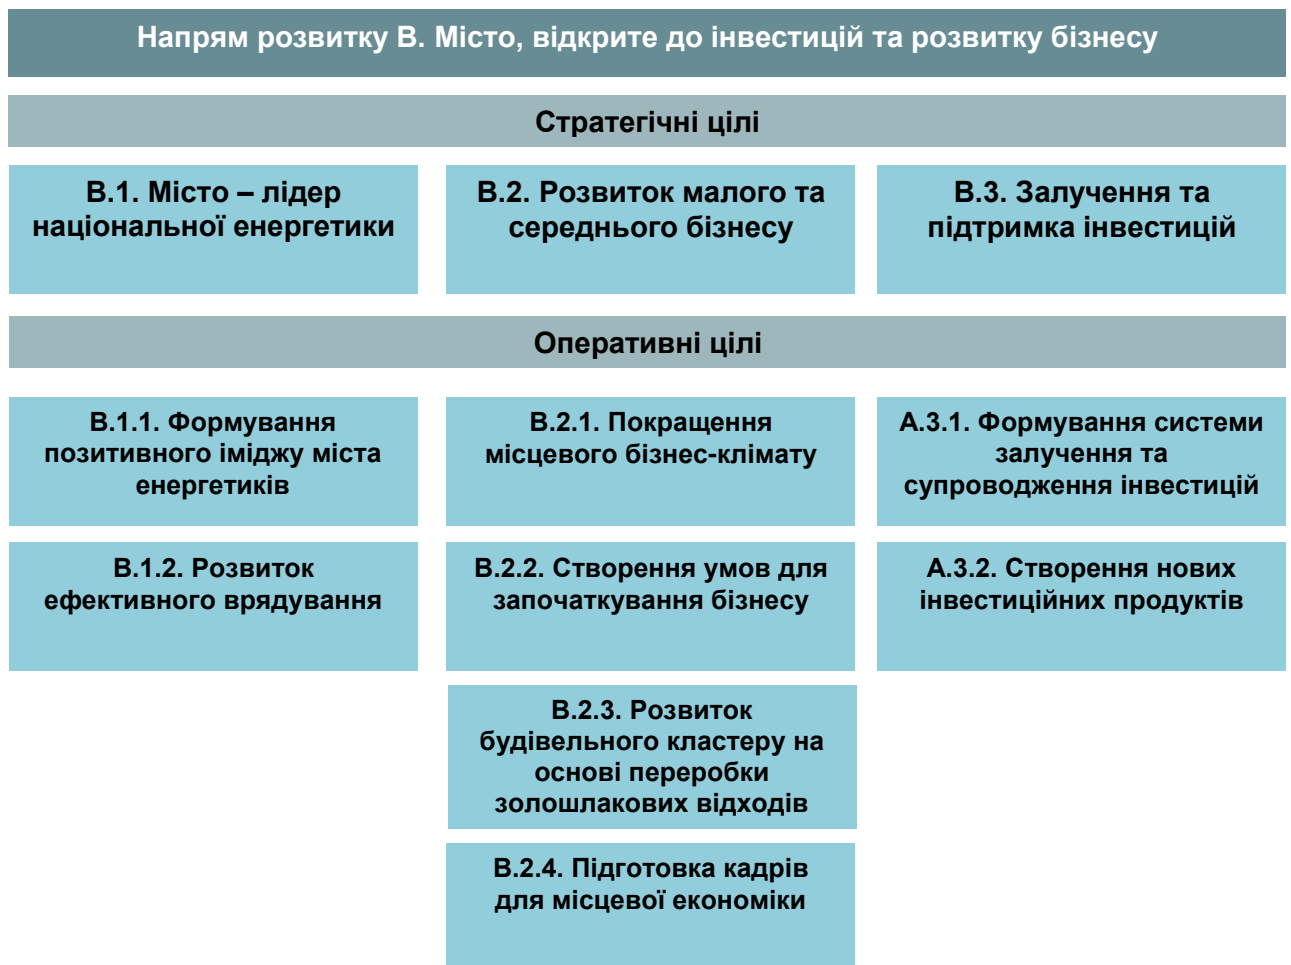 Напрям розвитку В. Місто, відкрите до інвестицій та розвитку бізнесу
Стратегічні цілі
В.1. Місто – лідер
національної енергетики
В.2. Розвиток малого та
середнього бізнесу
В.3. Залучення та
підтримка інвестицій
Оперативні цілі
В.1.1. Формування
позитивного іміджу міста
енергетиків
В.2.1. Покращення
місцевого бізнес-клімату
А.3.1. Формування системи
залучення та
супроводження інвестицій
В.1.2. Розвиток
ефективного врядування
В.2.2. Створення умов для
започаткування бізнесу
А.3.2. Створення нових
інвестиційних продуктів
В.2.3. Розвиток
будівельного кластеру на
основі переробки
золошлакових відходів
В.2.4. Підготовка кадрів
для місцевої економіки